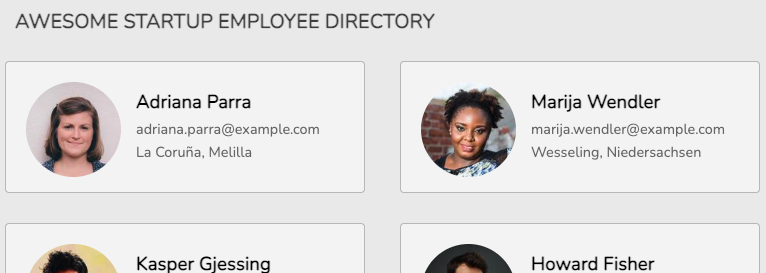 AWESOME STARTUP EMPLOYEE DIRECTORY
Adriana Parra
adriana.parra@example.com
La Coruña, Melilla
Marija Wendler
marija.wendler@example.com
Wesseling, Niedersachsen
Kasper Gjessing
Howard Fisher